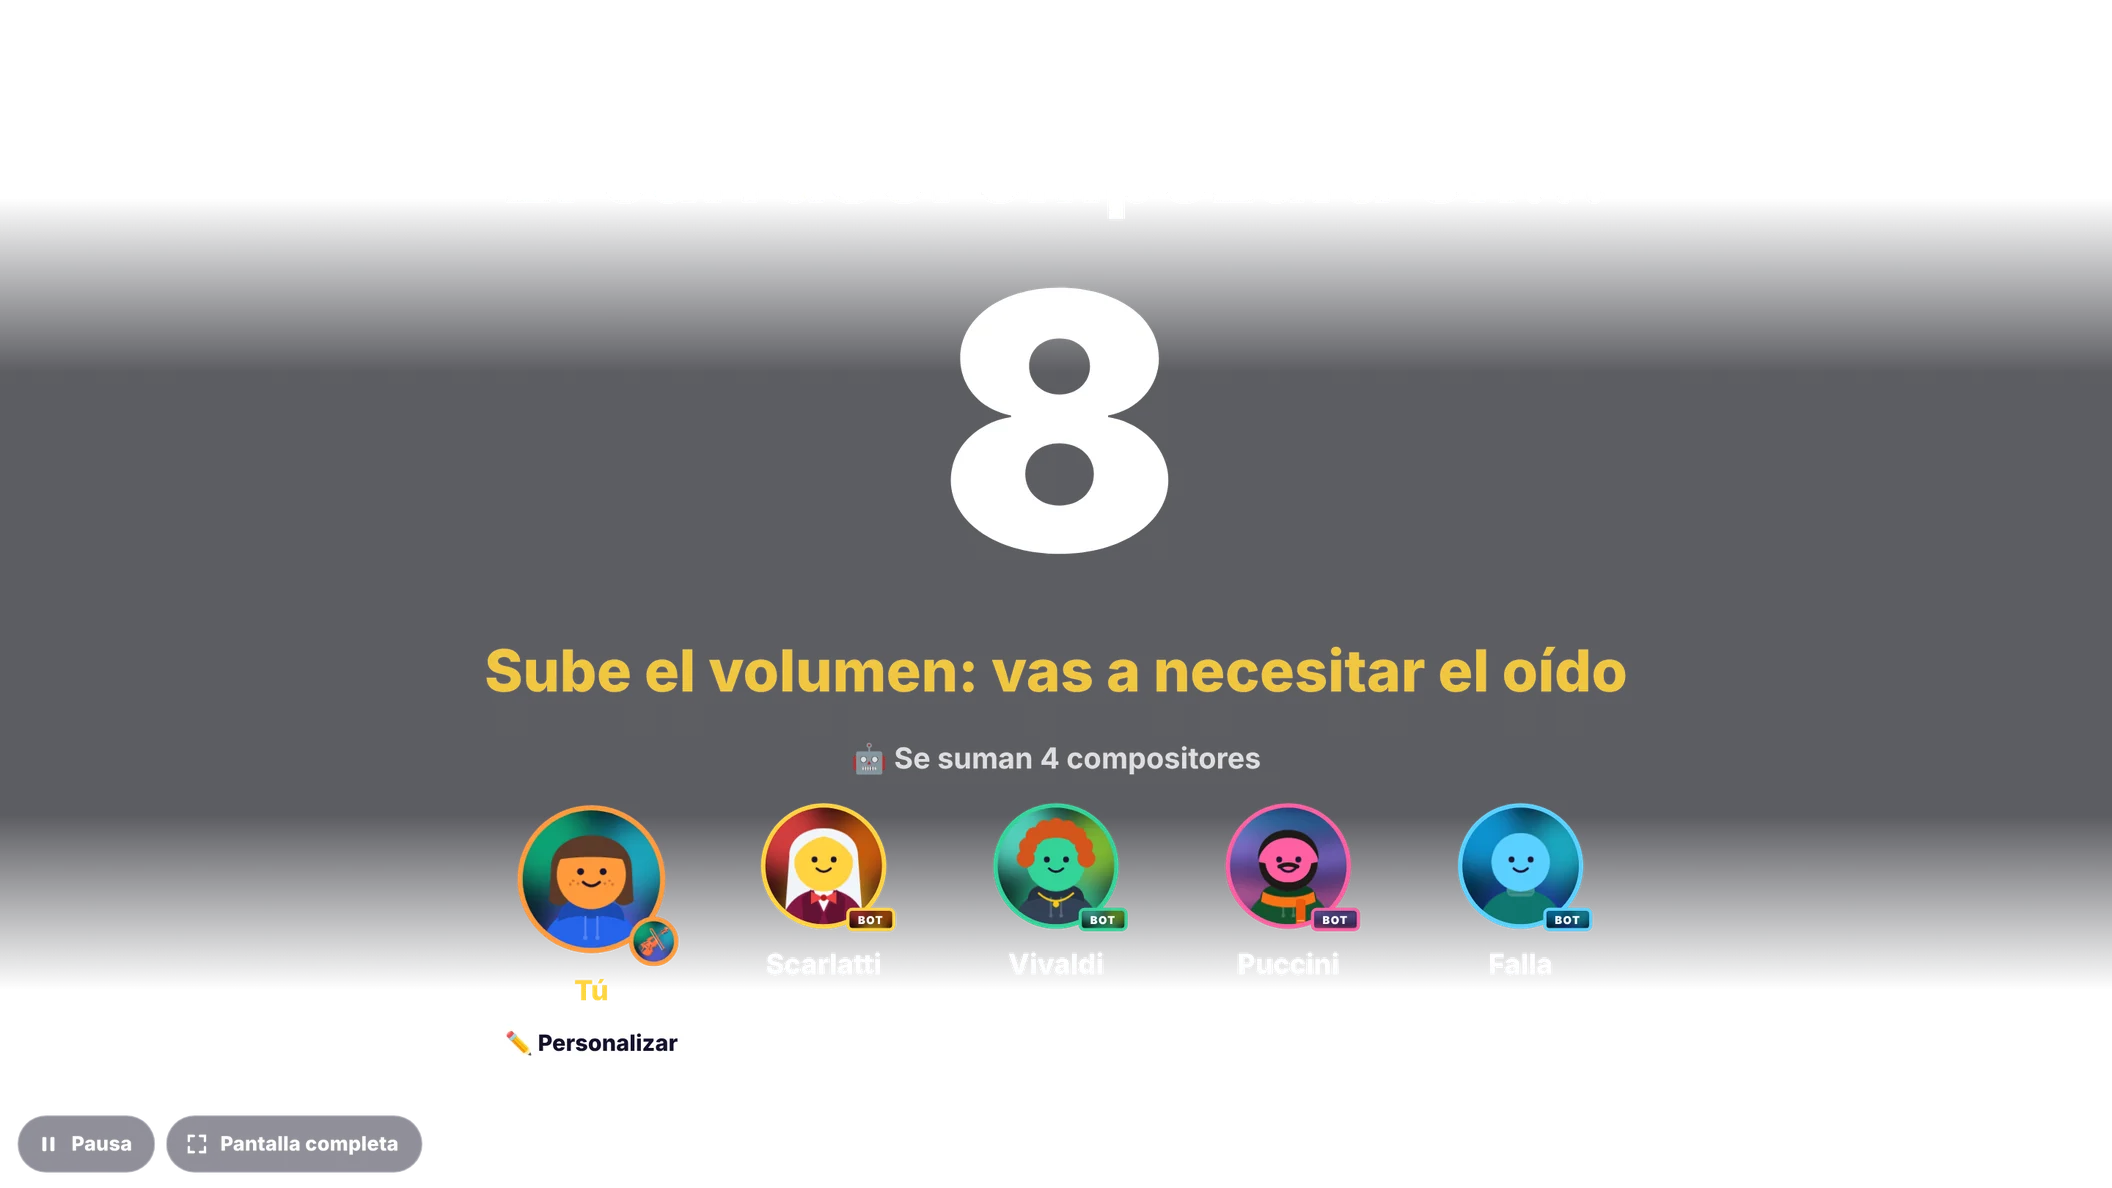 8
Sube el volumen: vas a necesitar el oído
Se suman 4 compositores
BOT
BOT
BOT
BOT
Tú
Scarlatti
Vivaldi
Puccini
Falla
Personalizar
Pausa
Pantalla completa